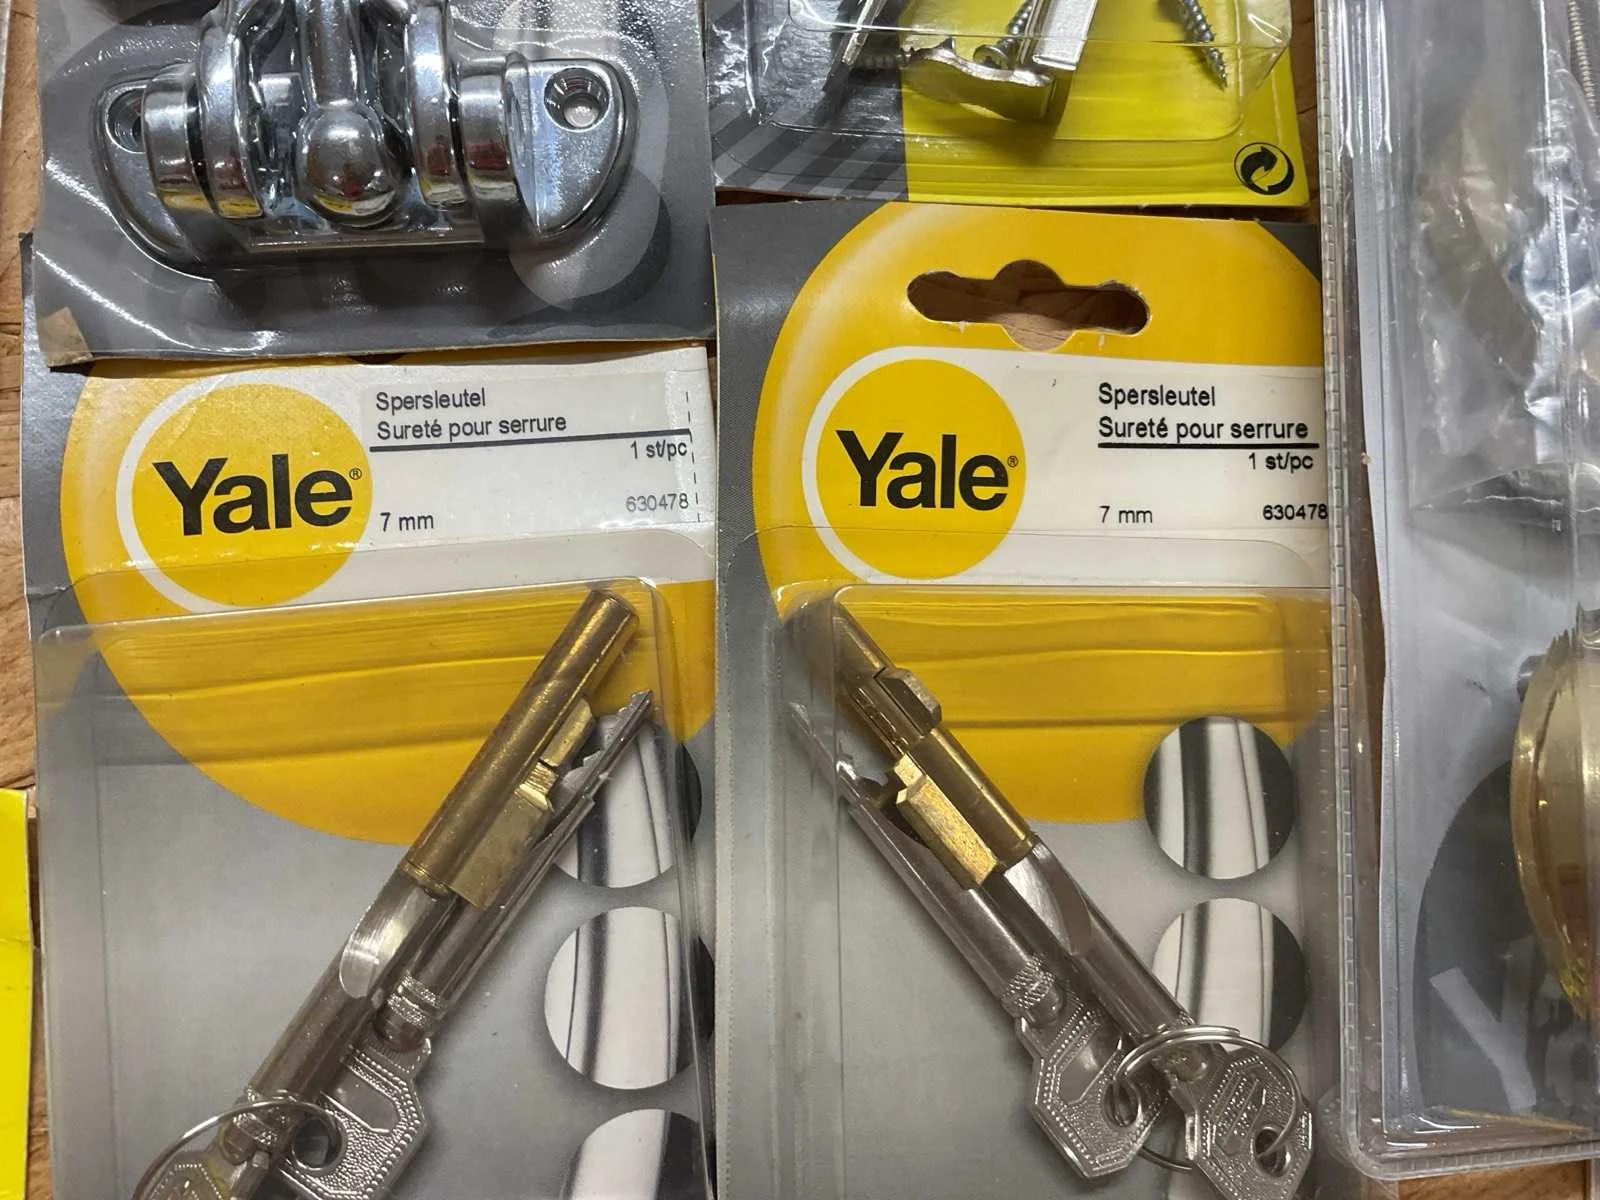 Yale®
Spersleutel
Sureté pour serrure
1 st/pc
7 mm
630478
Yale®
Spersleutel
Sureté pour serrure
1 st/pc
7 mm
630478